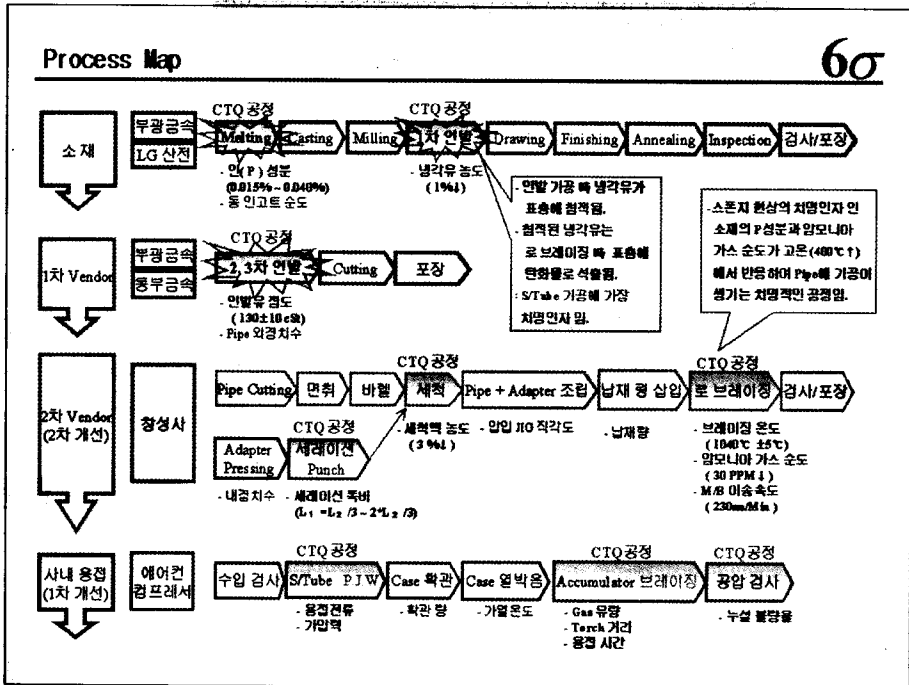 Process Map
6σ
소 재
부광금속
LG 산전
CTQ 공정
Melting
Casting
Milling
CTQ 공정
1차 인발
Drawing
Finishing
Annealing
Inspection
검사/포장
- 인( P ) 성분
(0.015% ~ 0.040%)
- 동 인고트 순도
- 냉각유 농도
( 1%↓)
- 인발 가공 時 냉각유가
표층에 침적됨.
- 침적된 냉각유는
로 브레이징 時 표층에
탄화물로 석출됨.
: S/Tube 가공에 가장
치명인자 임.
- 스폰지 현상의 치명인자 인
소재의 P성분과 암모니아
가스 순도가 고온(400℃↑)
에서 반응하여 Pipe에 기공이
생기는 치명적인 공정임.
1차 Vendor
부광금속
동부금속
CTQ 공정
2, 3차 인발
Cutting
포장
- 인발유 점도
( 130±10 cSt)
- Pipe 외경치수
2차 Vendor
(2차 개선)
창성사
Pipe Cutting
면취
바렐
CTQ 공정
세척
Pipe + Adapter 조립
납재 링 삽입
CTQ 공정
로 브레이징
검사/포장
- 세척액 농도
( 3 %↓)
- 압입 JIG 직각도
- 납재량
- 브레이징 온도
( 1040℃ ±5℃)
- 암모니아 가스 순도
( 30 PPM ↓ )
- M/B 이송속도
( 230mm/Min )
Adapter
Pressing
CTQ 공정
세레이션
Punch
- 내경치수
- 세레이션 폭비
(L₁ =L₂ /3 ~ 2*L₂ /3)
사내 용접
(1차 개선)
에어컨
컴프레서
수입 검사
CTQ 공정
S/Tube P.J.W
Case 확관
Case 열박음
CTQ 공정
Accumulator 브레이징
CTQ 공정
공압 검사
- 용접전류
- 가압력
- 확관 량
- 가열온도
- Gas 유량
- Torch 거리
- 용접 시간
- 누설 불량율